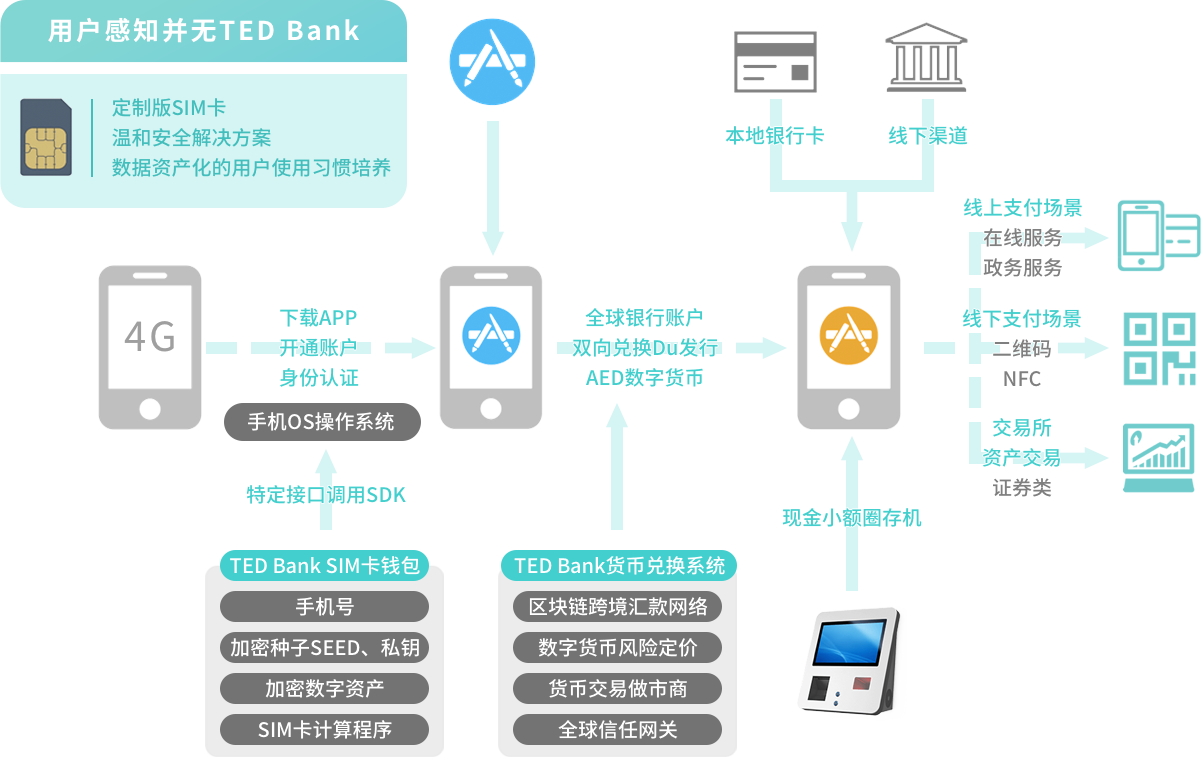 用户感知并无TED Bank
定制版SIM卡
温和安全解决方案
数据资产化的用户使用习惯培养
本地银行卡
线下渠道
4G
下载APP
开通账户
身份认证
手机OS操作系统
特定接口调用SDK
全球银行账户
双向兑换Du发行
AED数字货币
线上支付场景
在线服务
政务服务
线下支付场景
二维码
NFC
交易所
资产交易
证券类
现金小额圈存机
TED Bank SIM卡钱包
手机号
加密种子SEED、私钥
加密数字资产
SIM卡计算程序
TED Bank货币兑换系统
区块链跨境汇款网络
数字货币风险定价
货币交易做市商
全球信任网关